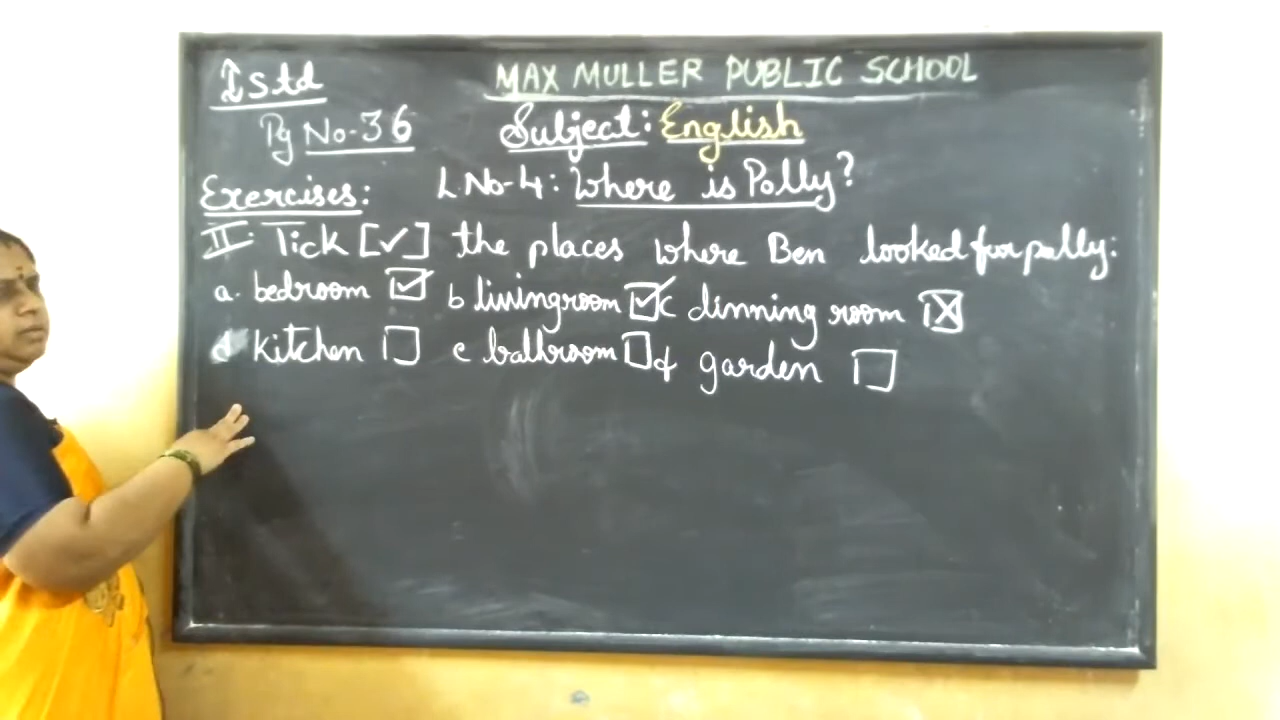 I Std
MAX MULLER PUBLIC SCHOOL
Pg No-36
Subject: English
Exercises:
L.No-4: Where is Polly?
II. Tick [✓] the places where Ben looked for polly:
a. bedroom ☑ b livingroom ☑ c dinning room ☒
d kitchen ☐ e bathroom ☐ f garden ☐